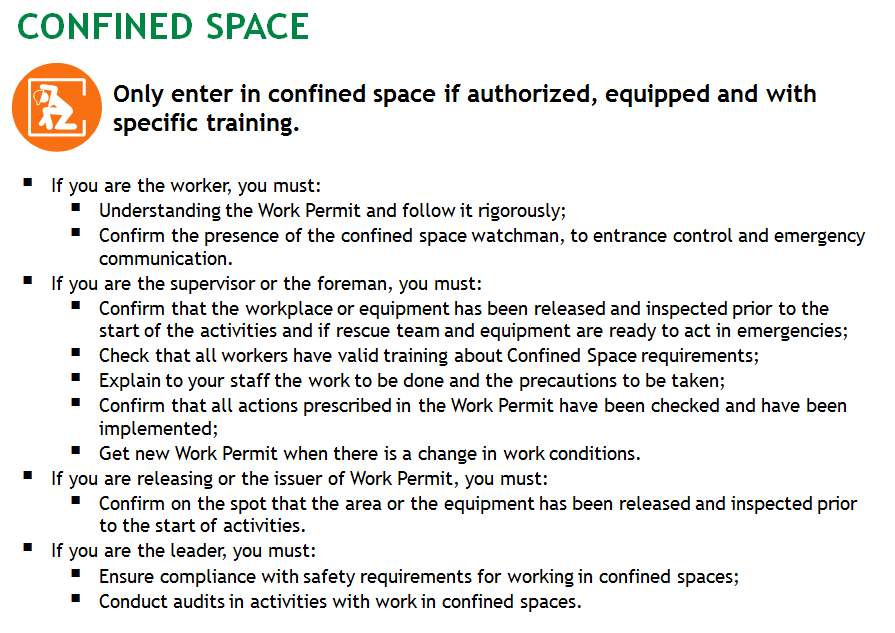 CONFINED SPACE
Only enter in confined space if authorized, equipped and with
specific training.
▪ If you are the worker, you must:
▪ Understanding the Work Permit and follow it rigorously;
▪ Confirm the presence of the confined space watchman, to entrance control and emergency
communication.
▪ If you are the supervisor or the foreman, you must:
▪ Confirm that the workplace or equipment has been released and inspected prior to the
start of the activities and if rescue team and equipment are ready to act in emergencies;
▪ Check that all workers have valid training about Confined Space requirements;
▪ Explain to your staff the work to be done and the precautions to be taken;
▪ Confirm that all actions prescribed in the Work Permit have been checked and have been
implemented;
▪ Get new Work Permit when there is a change in work conditions.
▪ If you are releasing or the issuer of Work Permit, you must:
▪ Confirm on the spot that the area or the equipment has been released and inspected prior
to the start of activities.
▪ If you are the leader, you must:
▪ Ensure compliance with safety requirements for working in confined spaces;
▪ Conduct audits in activities with work in confined spaces.